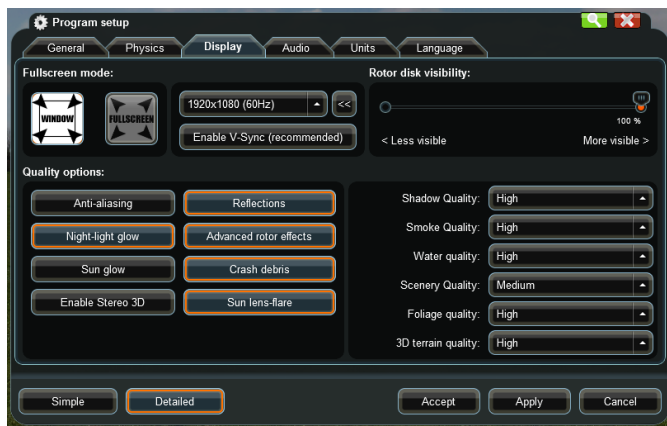 Program setup
General Physics Display Audio Units Language
Fullscreen mode:
Rotor disk visibility:
WINDOW
FULLSCREEN
1920x1080 (60Hz)
<<
Enable V-Sync (recommended)
100 %
< Less visible
More visible >
Quality options:
Anti-aliasing
Reflections
Night-light glow
Advanced rotor effects
Sun glow
Crash debris
Enable Stereo 3D
Sun lens-flare
Shadow Quality: High
Smoke Quality: High
Water quality: High
Scenery Quality: Medium
Foliage quality: High
3D terrain quality: High
Simple
Detailed
Accept
Apply
Cancel